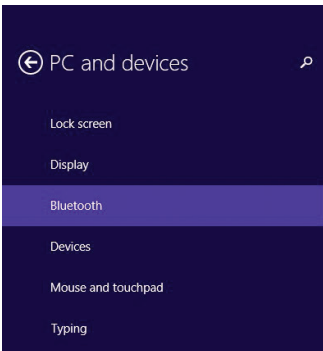 PC and devices
Lock screen
Display
Bluetooth
Devices
Mouse and touchpad
Typing